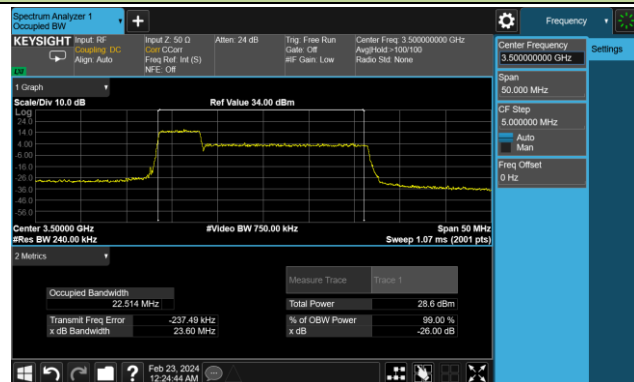 Spectrum Analyzer 1
Occupied BW
Frequency
KEYSIGHT
Input: RF
Coupling: DC
Align: Auto
Input Z: 50 Ω
Corr CCorr
Freq Ref: Int (S)
NFE: Off
Atten: 24 dB
Trig: Free Run
Gate: Off
#IF Gain: Low
Center Freq: 3.500000000 GHz
Avg|Hold:>100/100
Radio Std: None
Center Frequency
3.500000000 GHz
Settings
Span
50.000 MHz
CF Step
5.000000 MHz
Auto
Man
Freq Offset
0 Hz
1 Graph
Scale/Div 10.0 dB
Ref Value 34.00 dBm
Log
24.0
14.0
4.00
-6.00
-16.0
-26.0
-36.0
-46.0
-56.0
Center 3.50000 GHz
#Video BW 750.00 kHz
Span 50 MHz
#Res BW 240.00 kHz
Sweep 1.07 ms (2001 pts)
2 Metrics
Measure Trace
Trace 1
Occupied Bandwidth
22.514 MHz
Total Power
28.6 dBm
Transmit Freq Error
-237.49 kHz
% of OBW Power
99.00 %
x dB Bandwidth
23.60 MHz
x dB
-26.00 dB
Feb 23, 2024
12:24:44 AM